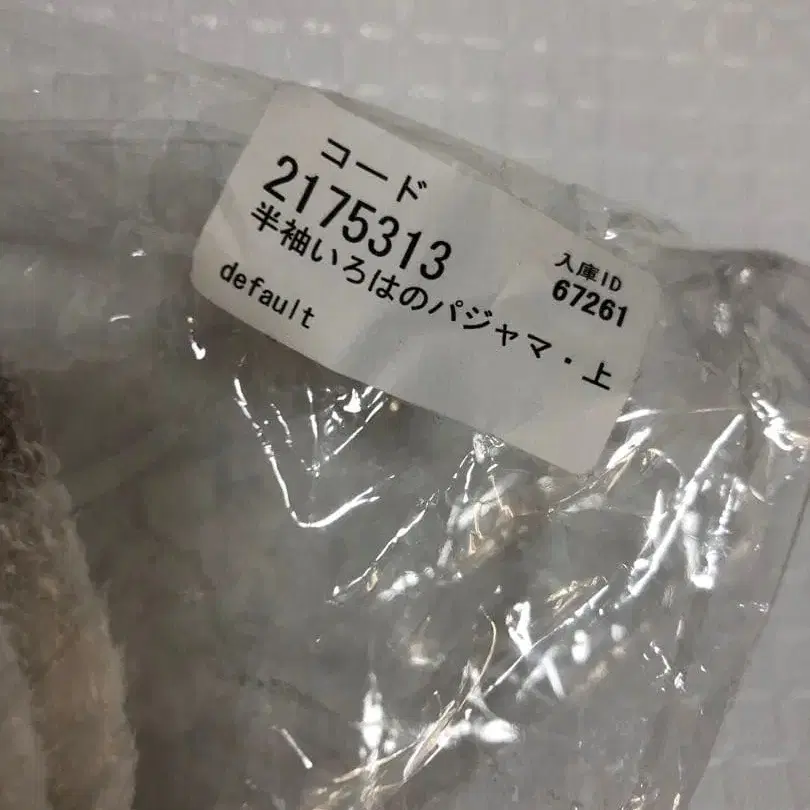 コード
2175313
入庫ID
67261
半袖いろはのパジャマ・上
default